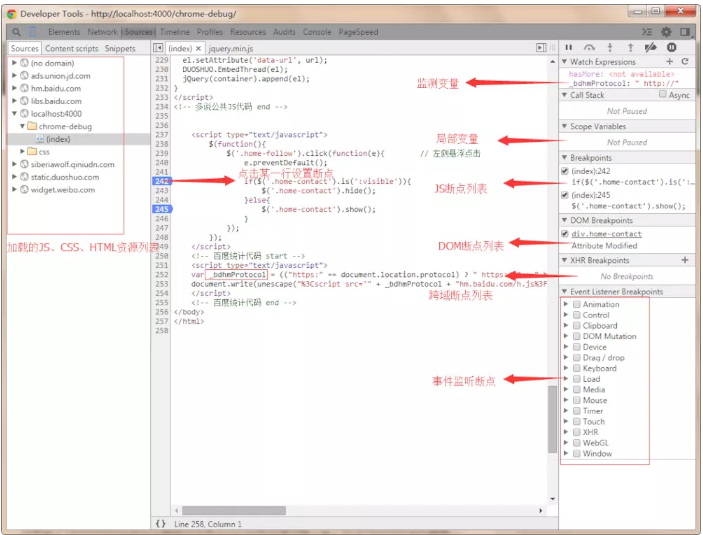 Developer Tools - http://localhost:4000/chrome-debug/
Elements Network Sources Timeline Profiles Resources Audits Console PageSpeed
Sources Content scripts Snippets
(no domain)
ads.union.jd.com
hm.baidu.com
libs.baidu.com
localhost:4000
chrome-debug
(index)
css
siberiawolf.qiniudn.com
static.duoshuo.com
widget.weibo.com
加载的JS、CSS、HTML资源列表
(index) × jquery.min.js
229 el.setAttribute('data-url', url);
230 DUOSHUO.EmbedThread(el);
231 jQuery(container).append(el);
232 }
233 </script>
234 <!-- 多说公共JS代码 end -->
235
236
237 <script type="text/javascript">
238 $(function(){
239 $('.home-follow').click(function(e){ // 左侧悬浮点击
240 e.preventDefault();
241
点击某一行设置断点
242 if($('.home-contact').is(':visible')){
243 $('.home-contact').hide();
244 }else{
245 $('.home-contact').show();
246 }
247 });
248 });
249 </script>
250 <!-- 百度统计代码 start -->
251 <script type="text/javascript">
252 var _bdhmProtocol = (("https:" == document.location.protocol) ? " https://
253 document.write(unescape("%3Cscript src='" + _bdhmProtocol + "hm.baidu.com/h.js%3F
254 </script>
255 <!-- 百度统计代码 end -->
256 </body>
257 </html>
258
{} Line 258, Column 1
监测变量
局部变量
JS断点列表
DOM断点列表
跨域断点列表
事件监听断点
Watch Expressions
hasMore: <not available>
_bdhmProtocol: " http://"
Call Stack Async
Not Paused
Scope Variables
Not Paused
Breakpoints
(index):242
if($('.home-contact').is(':…
(index):245
$('.home-contact').show();
DOM Breakpoints
div.home-contact
Attribute Modified
XHR Breakpoints
No Breakpoints
Event Listener Breakpoints
Animation
Control
Clipboard
DOM Mutation
Device
Drag / drop
Keyboard
Load
Media
Mouse
Timer
Touch
XHR
WebGL
Window